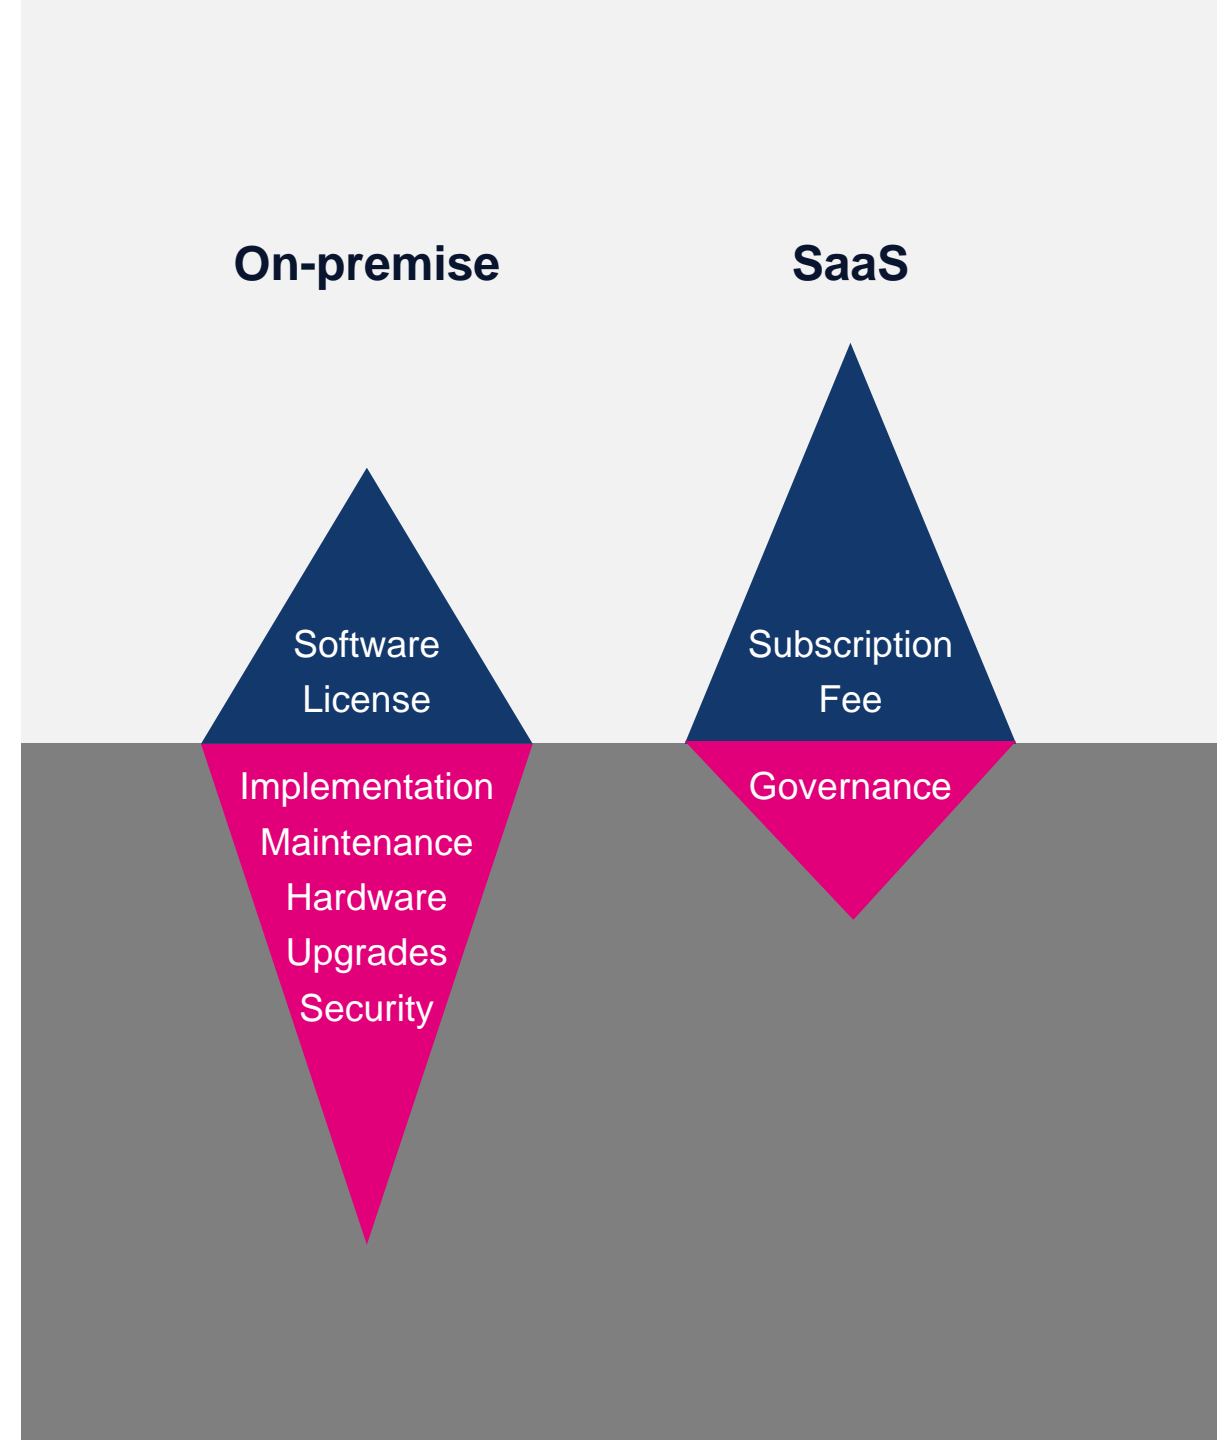 On-premise
SaaS
Software
License
Implementation
Maintenance
Hardware
Upgrades
Security
Subscription
Fee
Governance